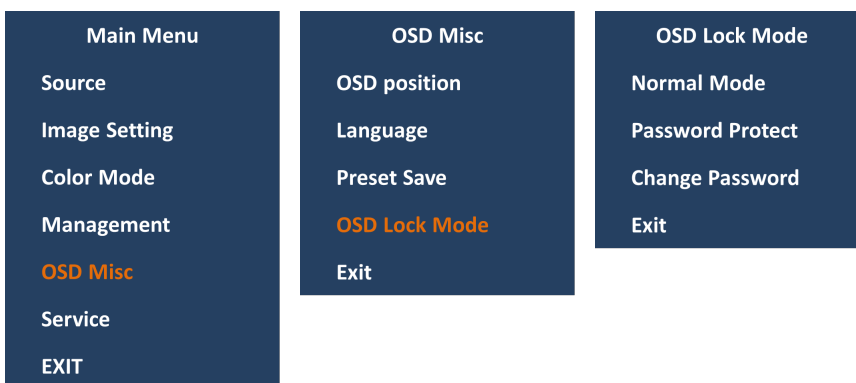 Main Menu
Source
Image Setting
Color Mode
Management
OSD Misc
Service
EXIT
OSD Misc
OSD position
Language
Preset Save
OSD Lock Mode
Exit
OSD Lock Mode
Normal Mode
Password Protect
Change Password
Exit